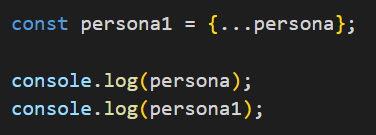 const persona1 = {...persona};
console.log(persona);
console.log(persona1);